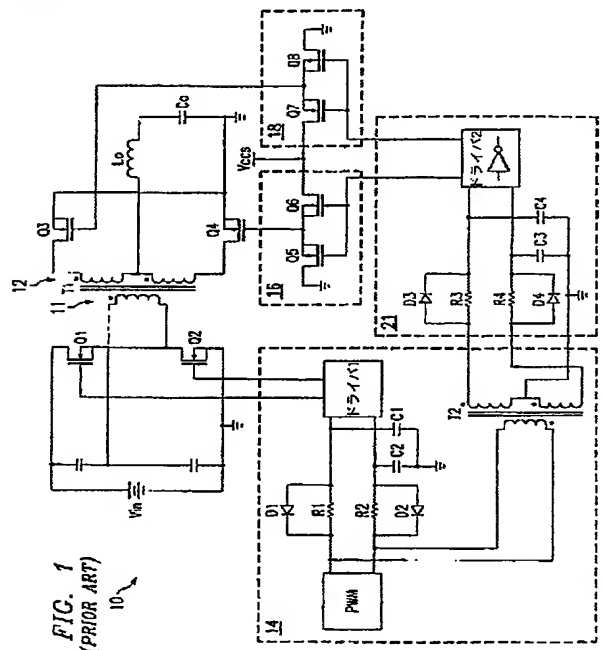 FIG. 1
(PRIOR ART)
10
Vin
Q1
Q2
11
12
T1
Q3
Q4
Lo
Co
Vccs
16
Q5
Q6
18
Q7
Q8
14
PWM
D1
R1
R2
D2
C2
C1
ドライバ1
T2
21
D3
R3
R4
D4
C3
C4
ドライバ2